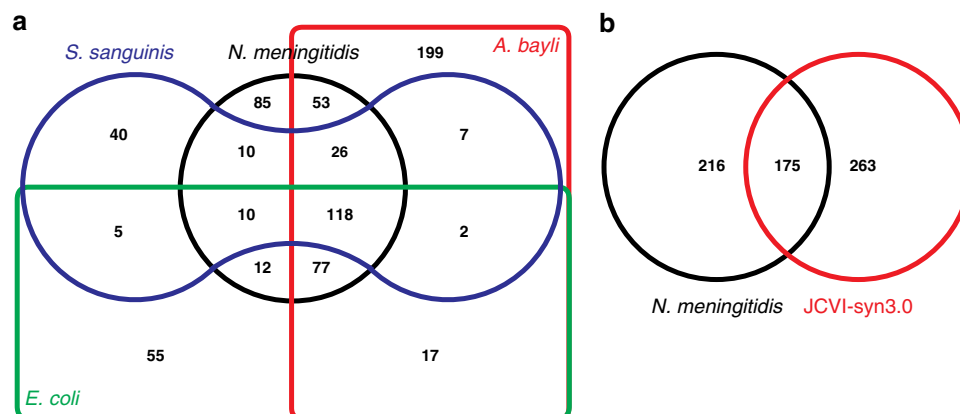 a
b
S. sanguinis
N. meningitidis
A. bayli
199
85
53
40
7
10
26
216
175
263
5
10
118
2
12
77
N. meningitidis
JCVI-syn3.0
55
17
E. coli